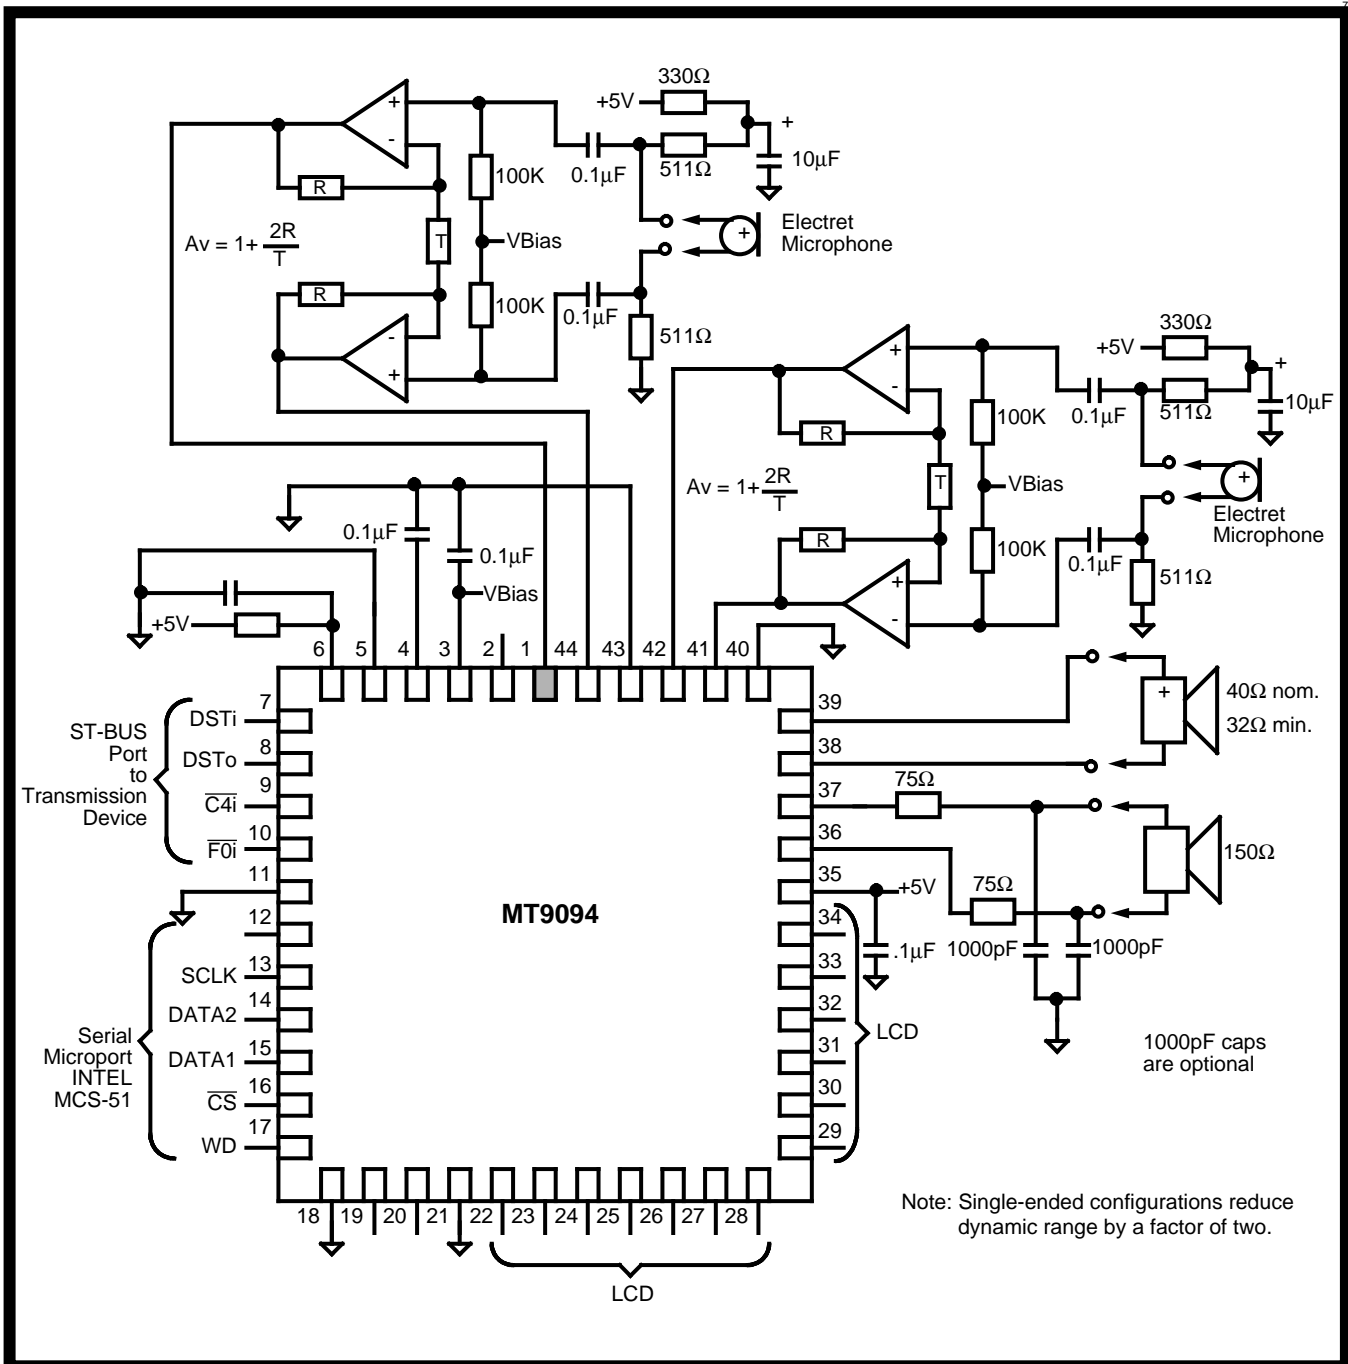 330Ω
+5V
+
+
-
511Ω
10µF
0.1µF
100K
R
Electret
Microphone
+
Av = 1+ 2R
T
T
VBias
R
100K
0.1µF
511Ω
-
+
330Ω
+5V
+
+
-
511Ω
10µF
0.1µF
100K
R
Av = 1+ 2R
T
T
VBias
+
Electret
Microphone
0.1µF
0.1µF
R
100K
0.1µF
511Ω
+
-
VBias
+5V
6 5 4 3 2 1 44 43 42 41 40
ST-BUS
Port
to
Transmission
Device
7
DSTi
8
DSTo
9
C4i
10
F0i
11
12
13
SCLK
14
DATA2
15
DATA1
16
CS
17
WD
Serial
Microport
INTEL
MCS-51
MT9094
39
38
37
36
35
34
33
32
31
30
29
+
40Ω nom.
32Ω min.
75Ω
150Ω
75Ω
+5V
.1µF
1000pF
1000pF
LCD
1000pF caps
are optional
18 19 20 21 22 23 24 25 26 27 28
LCD
Note: Single-ended configurations reduce
dynamic range by a factor of two.